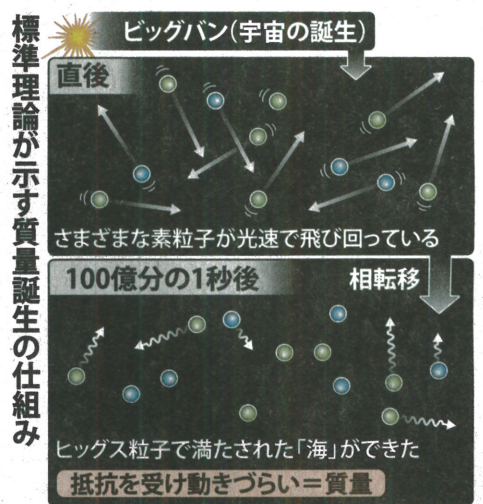 標準理論が示す質量誕生の仕組み
ビッグバン(宇宙の誕生)
直後
さまざまな素粒子が光速で飛び回っている
100億分の1秒後
相転移
ヒッグス粒子で満たされた「海」ができた
抵抗を受け動きづらい=質量